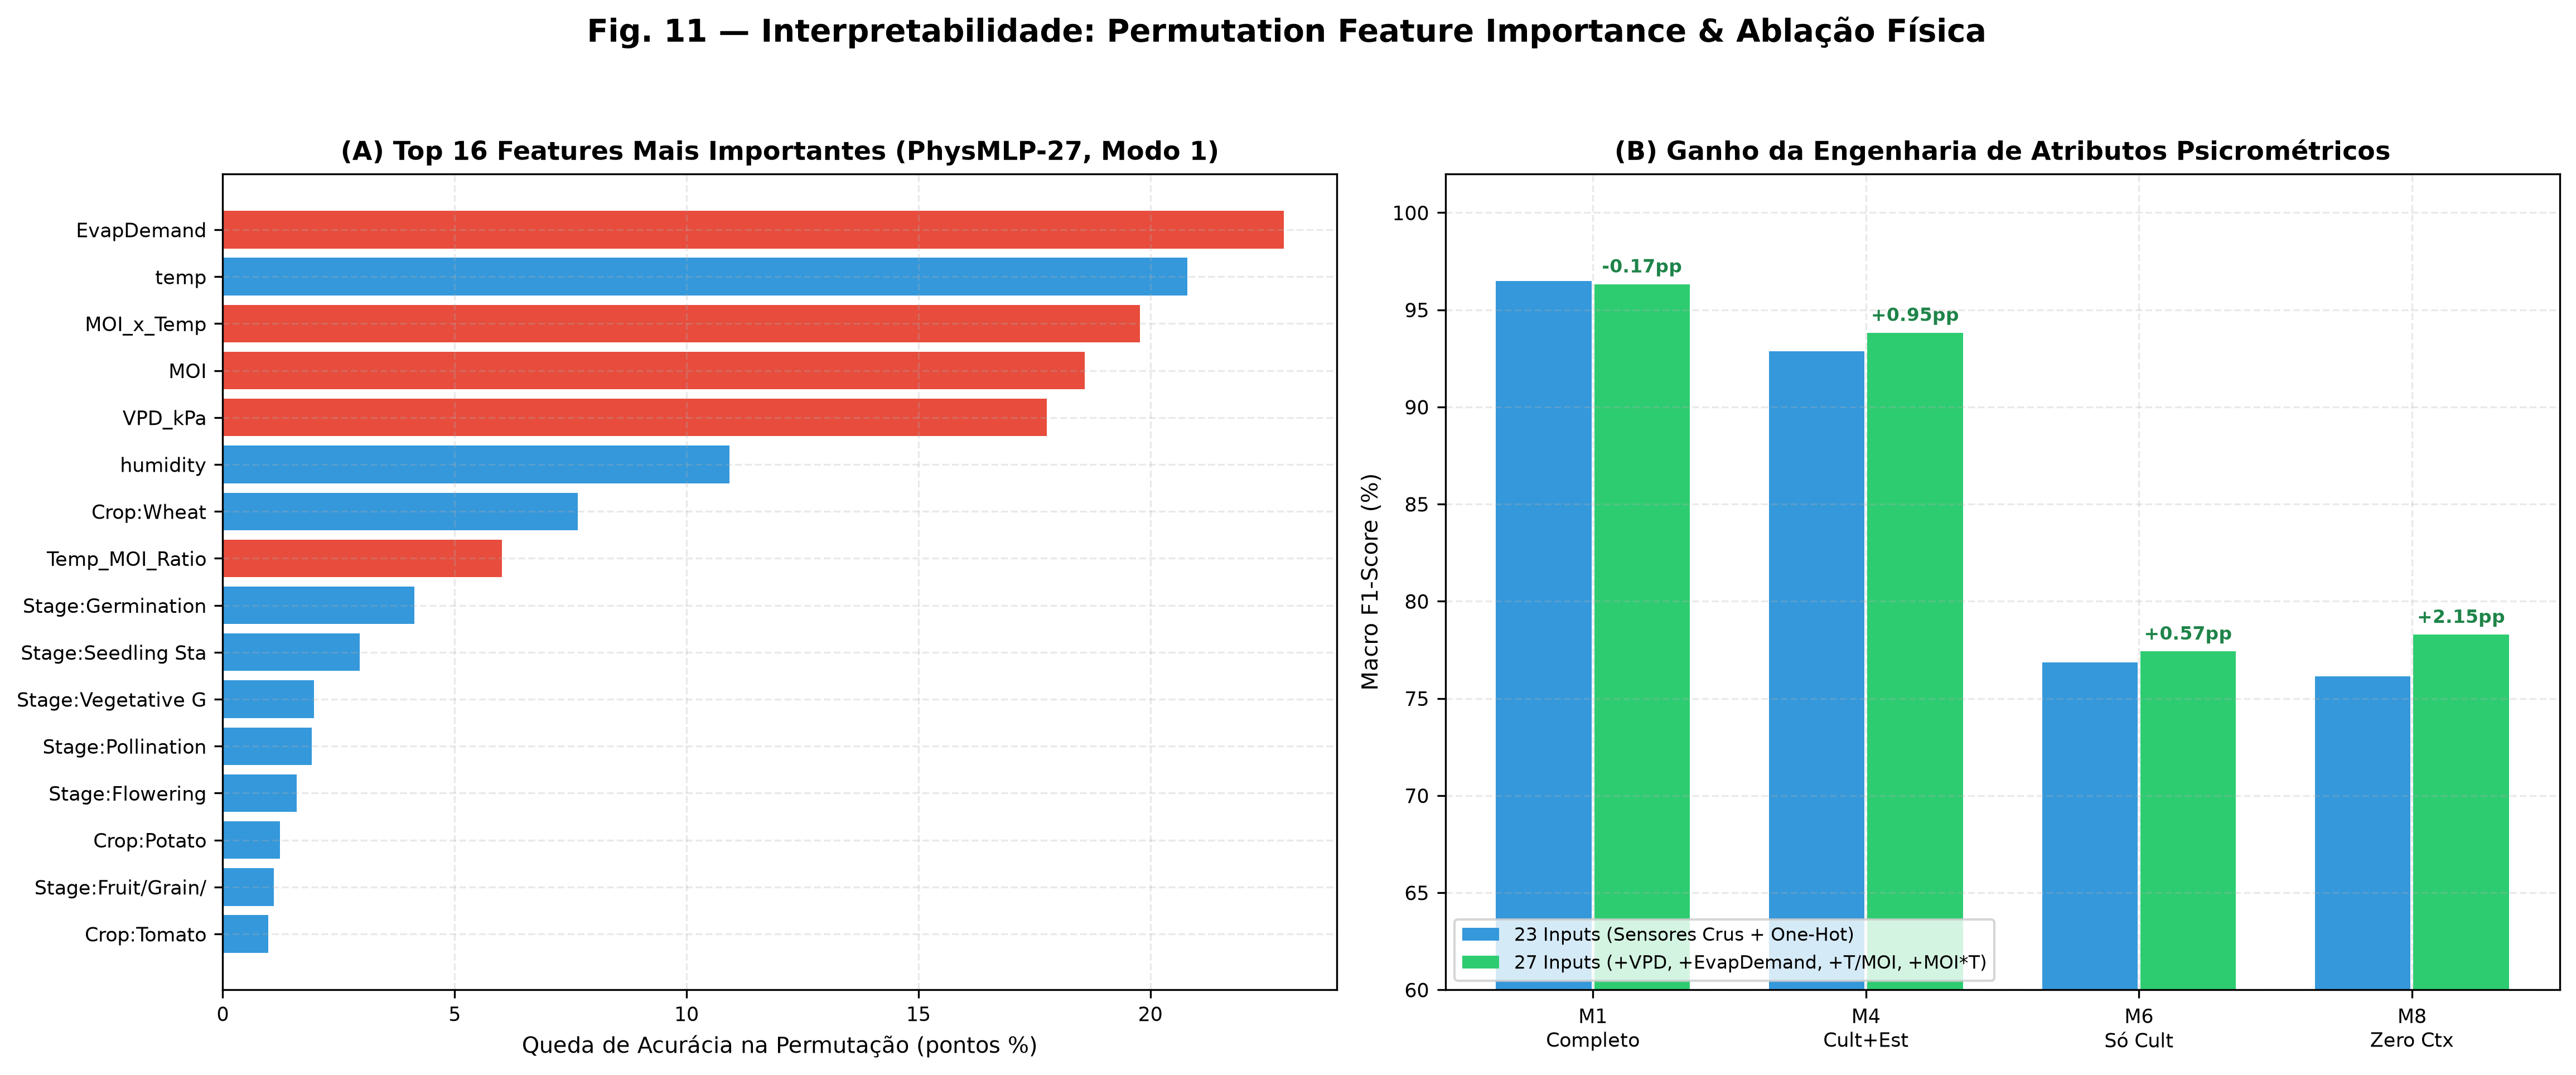 Fig. 11 — Interpretabilidade: Permutation Feature Importance & Ablação Física
(A) Top 16 Features Mais Importantes (PhysMLP-27, Modo 1)
EvapDemand
temp
MOI_x_Temp
MOI
VPD_kPa
humidity
Crop:Wheat
Temp_MOI_Ratio
Stage:Germination
Stage:Seedling Sta
Stage:Vegetative G
Stage:Pollination
Stage:Flowering
Crop:Potato
Stage:Fruit/Grain/
Crop:Tomato
0
5
10
15
20
Queda de Acurácia na Permutação (pontos %)
(B) Ganho da Engenharia de Atributos Psicrométricos
Macro F1-Score (%)
100
95
90
85
80
75
70
65
60
-0.17pp
+0.95pp
+0.57pp
+2.15pp
23 Inputs (Sensores Crus + One-Hot)
27 Inputs (+VPD, +EvapDemand, +T/MOI, +MOI*T)
M1
Completo
M4
Cult+Est
M6
Só Cult
M8
Zero Ctx